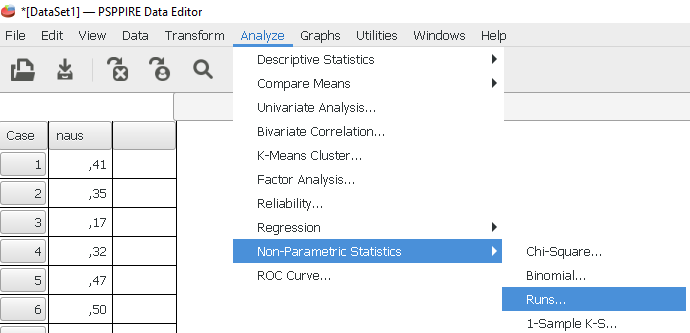 *[DataSet1] — PSPPIRE Data Editor
File Edit View Data Transform Analyze Graphs Utilities Windows Help
Descriptive Statistics
Compare Means
Univariate Analysis...
Bivariate Correlation...
K-Means Cluster...
Factor Analysis...
Reliability...
Regression
Non-Parametric Statistics
ROC Curve...
Chi-Square...
Binomial...
Runs...
1-Sample K-S...
Case naus
1 ,41
2 ,35
3 ,17
4 ,32
5 ,47
6 ,50